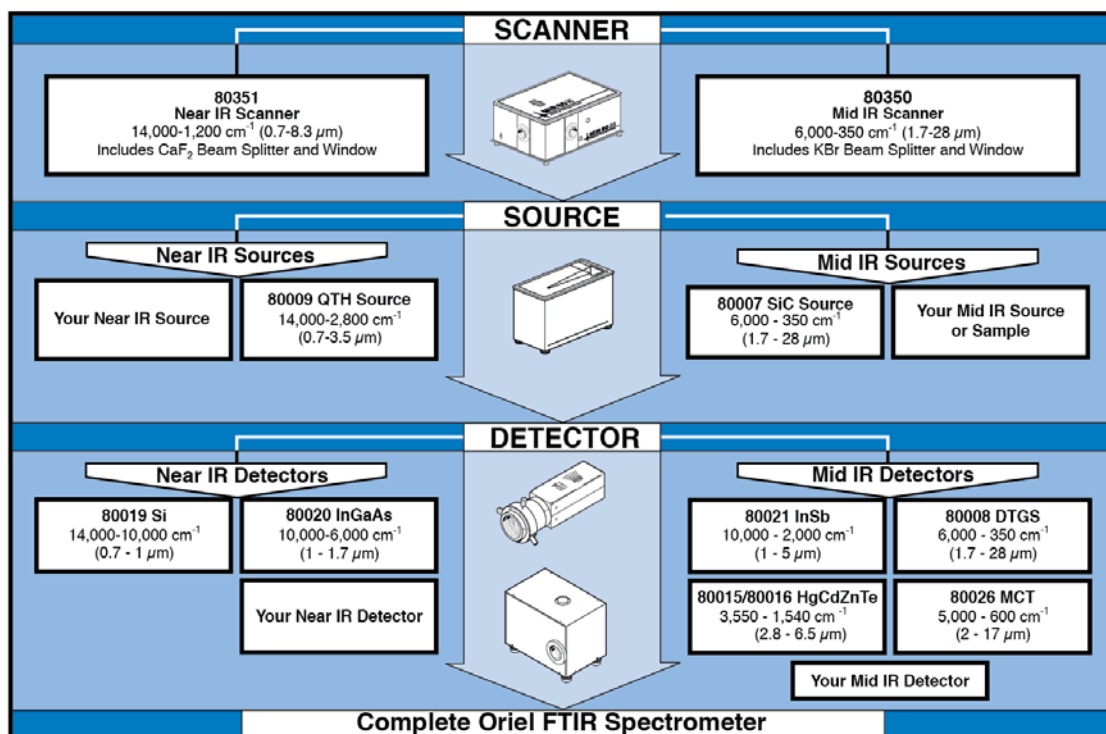 SCANNER
80351
Near IR Scanner
14,000-1,200 cm⁻¹ (0.7-8.3 µm)
Includes CaF₂ Beam Splitter and Window
80350
Mid IR Scanner
6,000-350 cm⁻¹ (1.7-28 µm)
Includes KBr Beam Splitter and Window
SOURCE
Near IR Sources
Your Near IR Source
80009 QTH Source
14,000-2,800 cm⁻¹
(0.7-3.5 µm)
Mid IR Sources
80007 SiC Source
6,000 - 350 cm⁻¹
(1.7 - 28 µm)
Your Mid IR Source
or Sample
DETECTOR
Near IR Detectors
80019 Si
14,000-10,000 cm⁻¹
(0.7 - 1 µm)
80020 InGaAs
10,000-6,000 cm⁻¹
(1 - 1.7 µm)
Your Near IR Detector
Mid IR Detectors
80021 InSb
10,000 - 2,000 cm⁻¹
(1 - 5 µm)
80008 DTGS
6,000 - 350 cm⁻¹
(1.7 - 28 µm)
80015/80016 HgCdZnTe
3,550 - 1,540 cm⁻¹
(2.8 - 6.5 µm)
80026 MCT
5,000 - 600 cm⁻¹
(2 - 17 µm)
Your Mid IR Detector
Complete Oriel FTIR Spectrometer